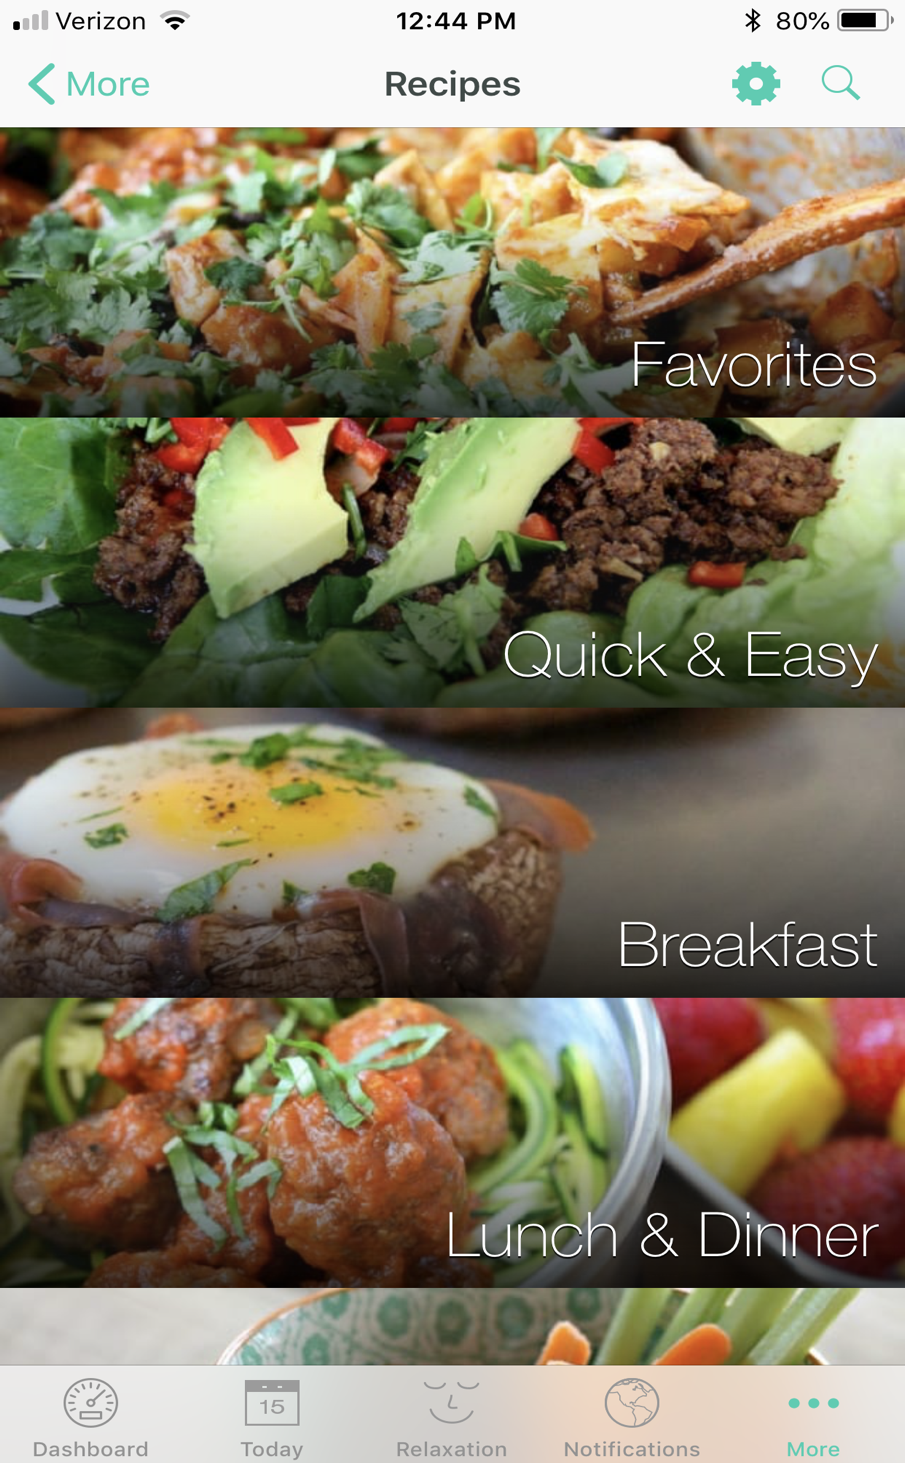 Verizon 12:44 PM 80%
More Recipes
Favorites
Quick & Easy
Breakfast
Lunch & Dinner
15
Dashboard Today Relaxation Notifications More